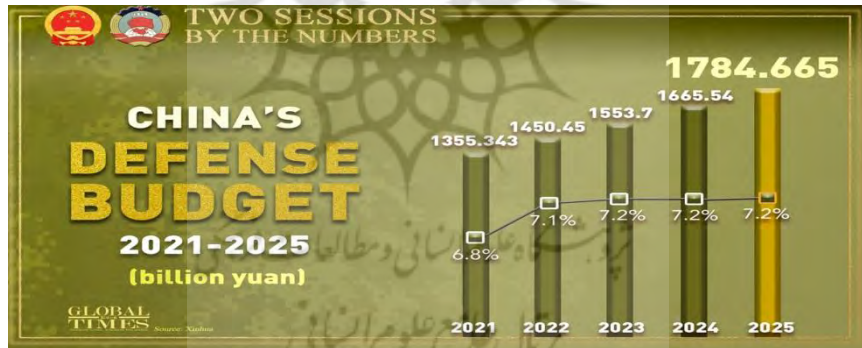 TWO SESSIONS
BY THE NUMBERS
CHINA'S
DEFENSE
BUDGET
2021-2025
(billion yuan)
GLOBAL
TIMES Source: Xinhua
1784.665
1665.54
1553.7
1450.45
1355.343
6.8% 7.1% 7.2% 7.2% 7.2%
2021 2022 2023 2024 2025